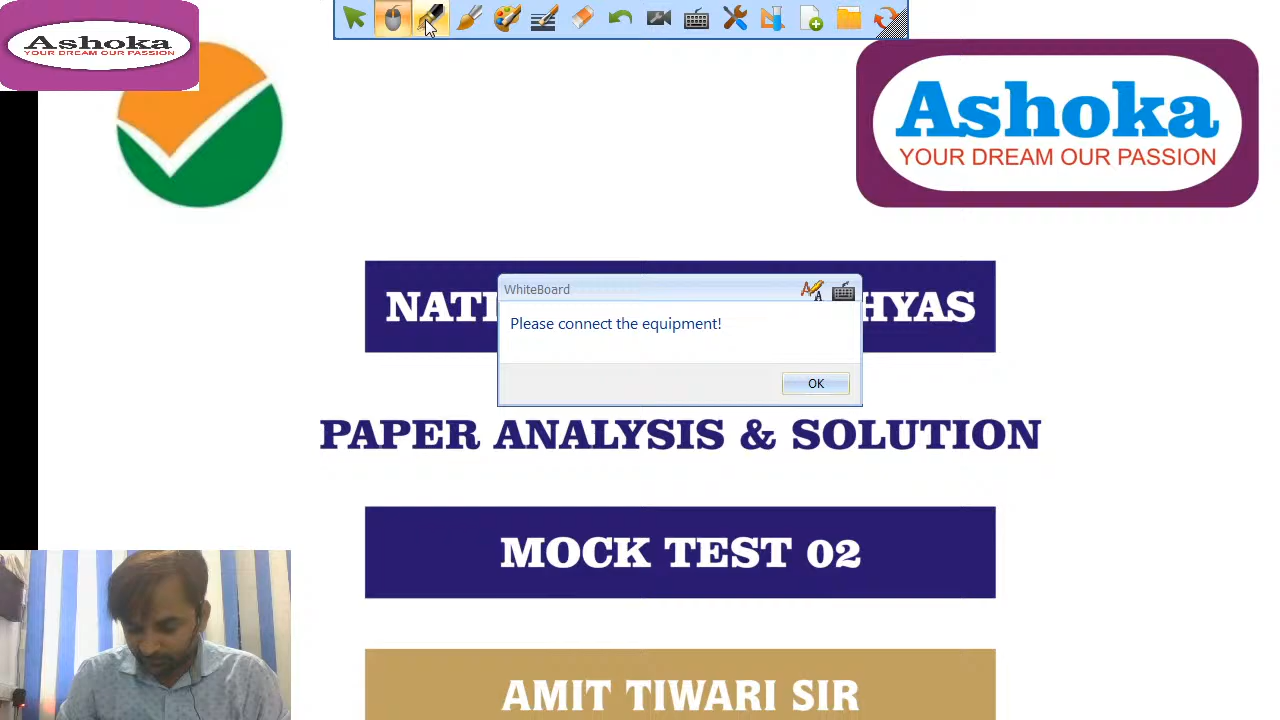 Ashoka
YOUR DREAM OUR PASSION
Ashoka
YOUR DREAM OUR PASSION
WhiteBoard
Please connect the equipment!
OK
NATI
HYAS
PAPER ANALYSIS & SOLUTION
MOCK TEST 02
AMIT TIWARI SIR